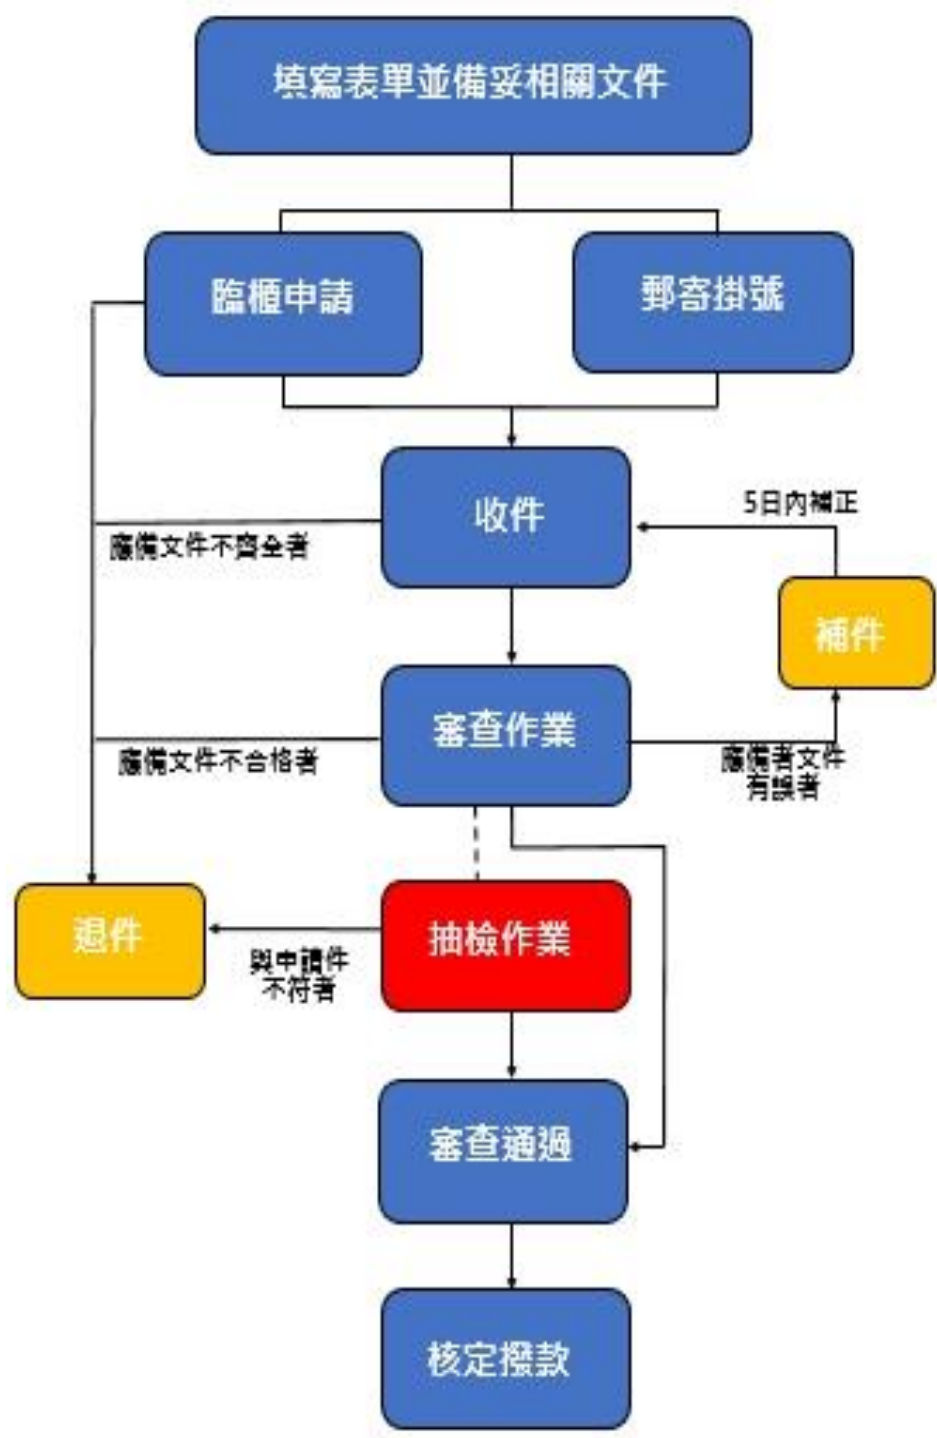 填寫表單並備妥相關文件
臨櫃申請
郵寄掛號
收件
5日內補正
應備文件不齊全者
補件
審查作業
應備文件不合格者
應備者文件
有誤者
退件
抽檢作業
與申請件
不符者
審查通過
核定撥款